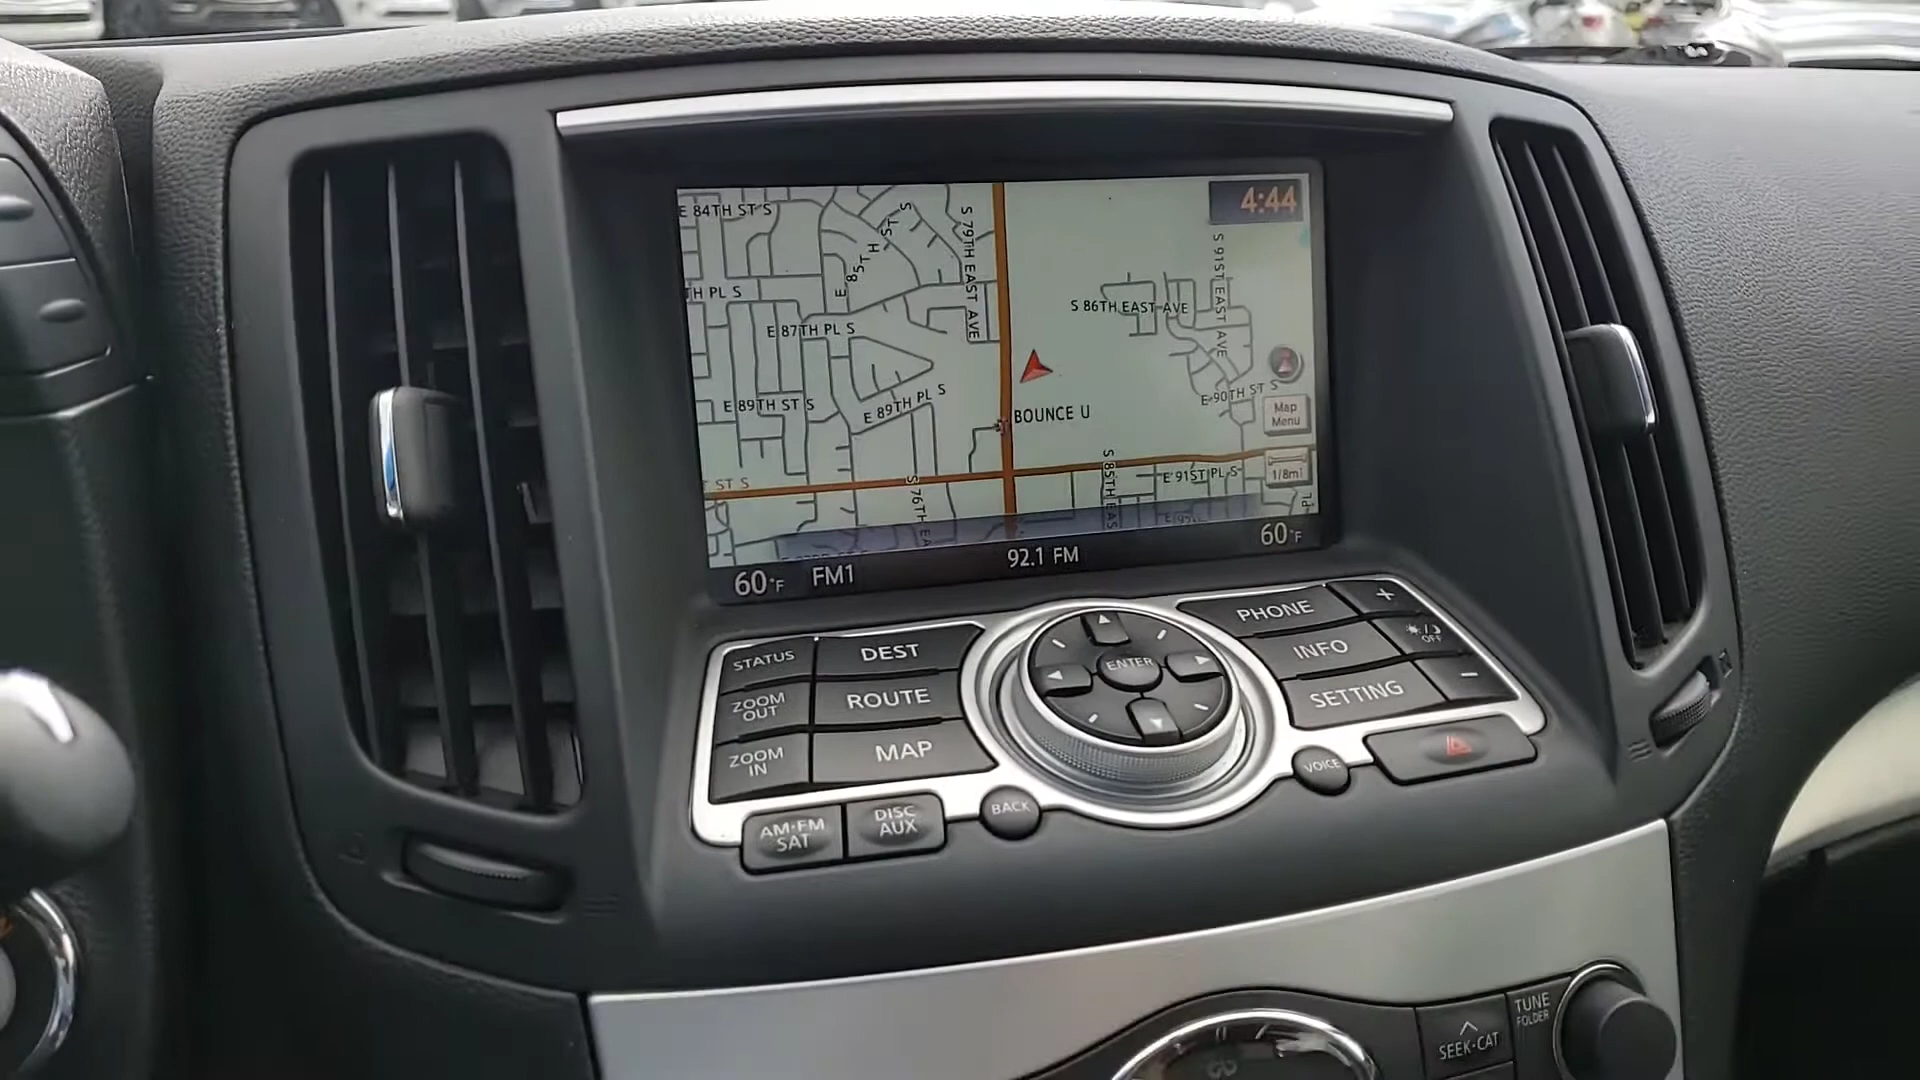 4:44
E 84TH ST S
E 85TH ST S
S 79TH EAST AVE
S 91ST EAST AVE
TH PL S
S 86TH EAST AVE
E 87TH PL S
E 89TH ST S
E 89TH PL S
E 90TH ST S
BOUNCE U
Map
Menu
ST S
S 76TH EA
S 85TH EAS
E 91ST PL S
1/8mi
PL
60°F
FM1
92.1 FM
60°F
STATUS
DEST
ZOOM
OUT
ROUTE
ZOOM
IN
MAP
ENTER
PHONE
+
INFO
OFF
SETTING
-
AM·FM
SAT
DISC
AUX
BACK
VOICE
SEEK·CAT
TUNE
FOLDER